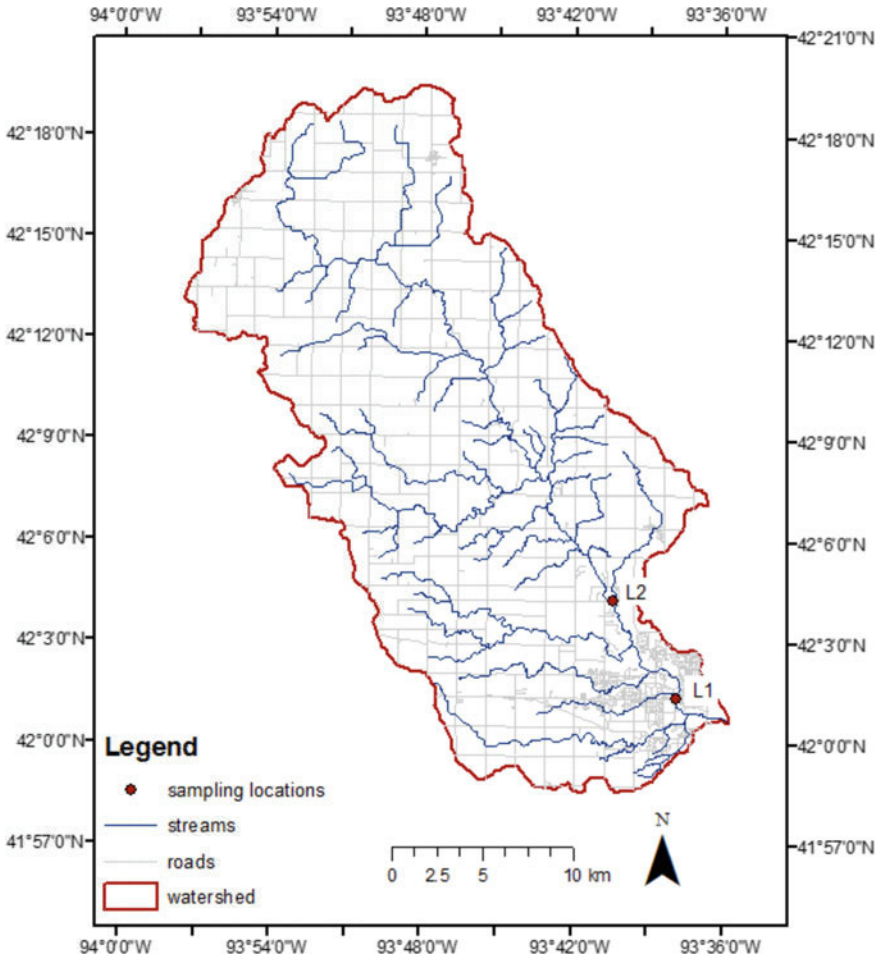 94°0'0"W 93°54'0"W 93°48'0"W 93°42'0"W 93°36'0"W
42°21'0"N
42°18'0"N 42°18'0"N
42°15'0"N 42°15'0"N
42°12'0"N 42°12'0"N
42°9'0"N 42°9'0"N
42°6'0"N 42°6'0"N
L2
42°3'0"N 42°3'0"N
L1
42°0'0"N 42°0'0"N
Legend
sampling locations
streams
roads
watershed
N
0 2.5 5 10 km
41°57'0"N 41°57'0"N
94°0'0"W 93°54'0"W 93°48'0"W 93°42'0"W 93°36'0"W